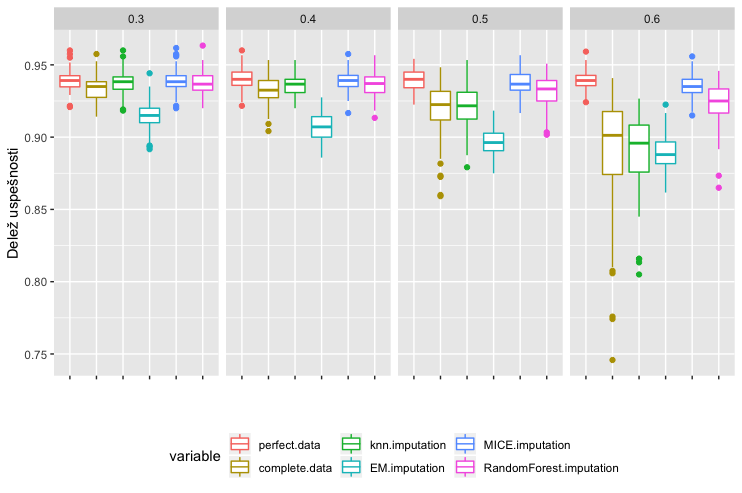 0.3
0.4
0.5
0.6
0.95
0.90
0.85
0.80
0.75
Delež uspešnosti
variable
perfect.data
knn.imputation
MICE.imputation
complete.data
EM.imputation
RandomForest.imputation